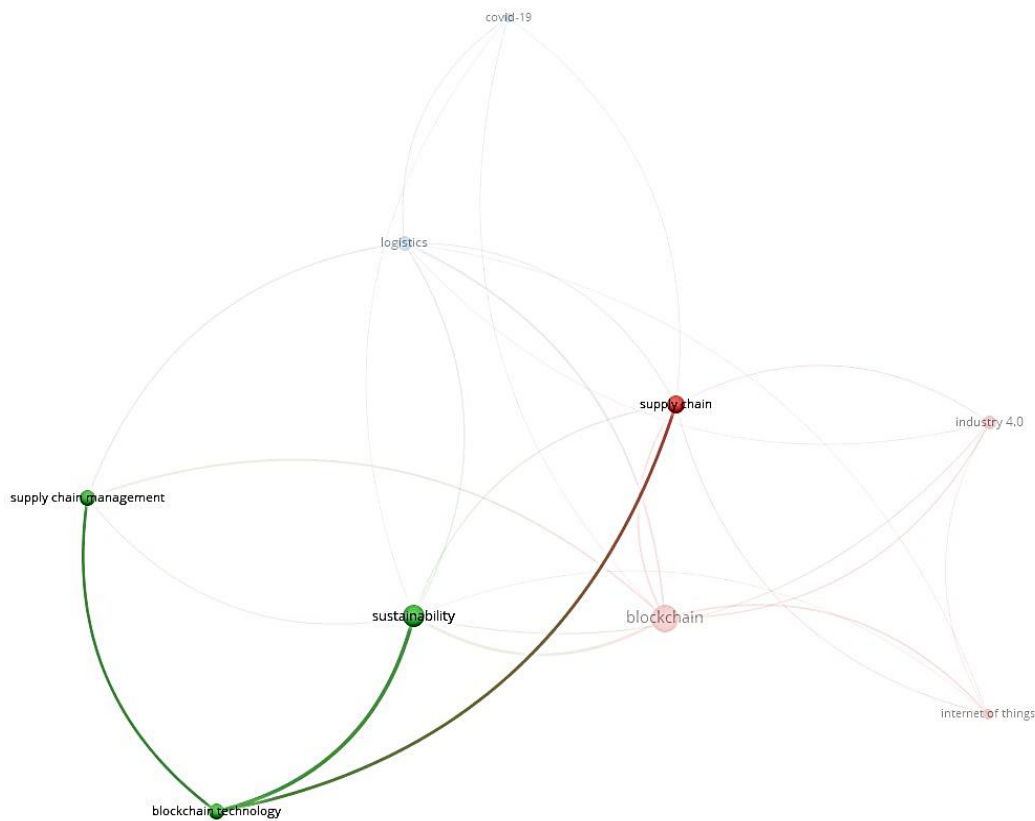 covid-19
logistics
supply chain
industry 4.0
supply chain management
sustainability
blockchain
internet of things
blockchain technology